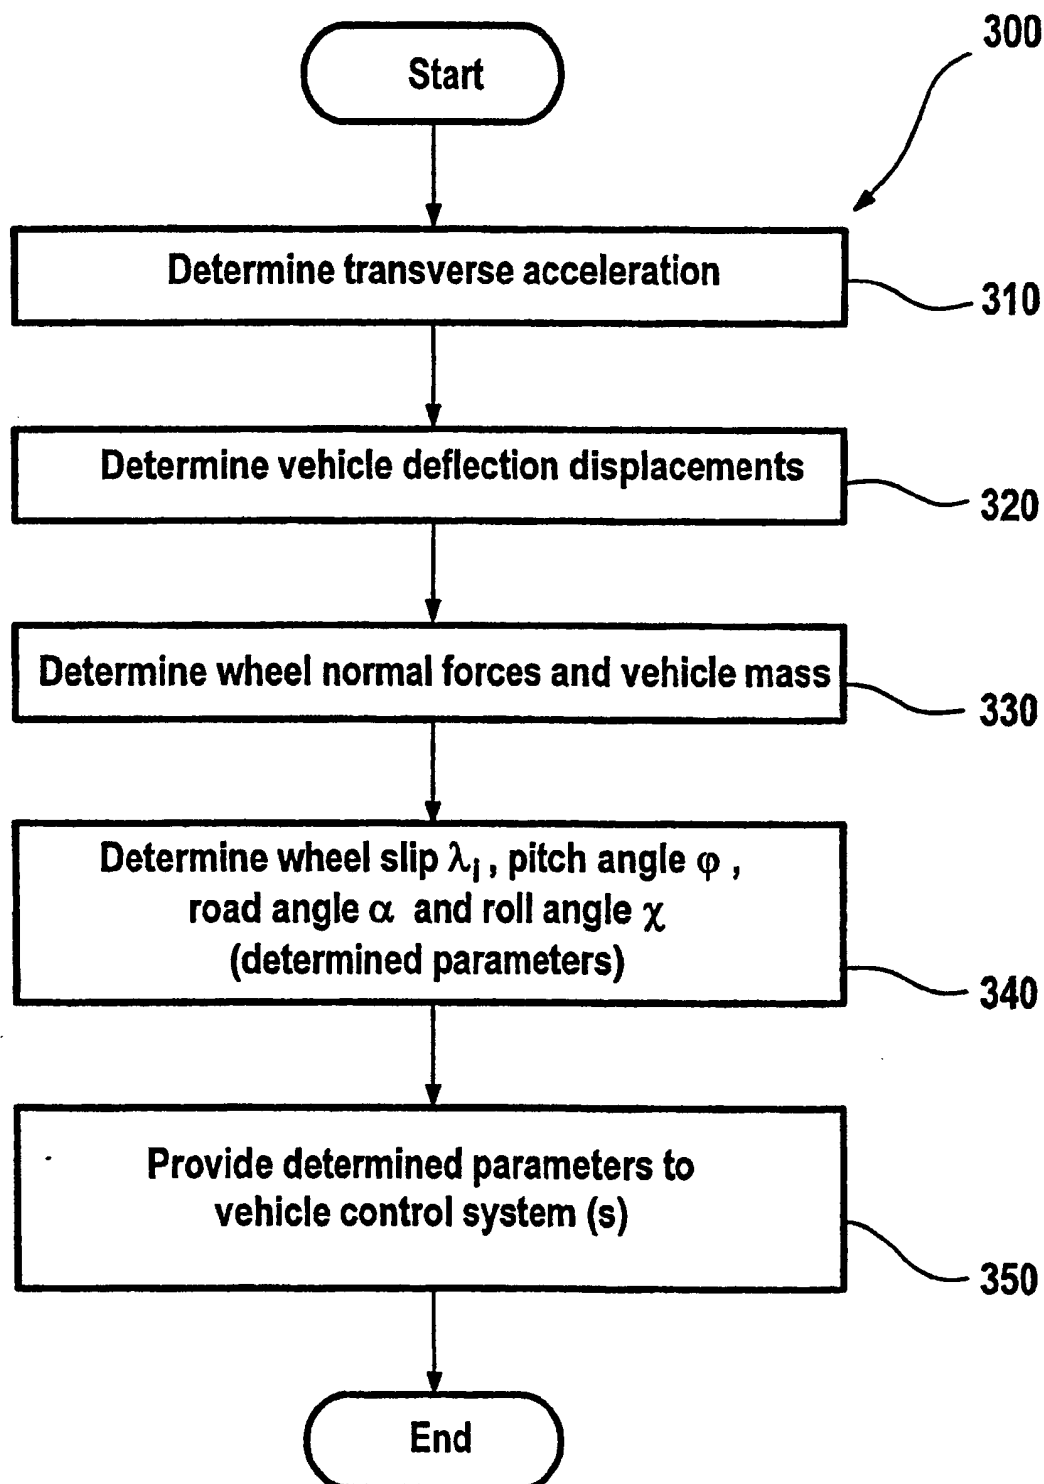 300
Start
Determine transverse acceleration
310
Determine vehicle deflection displacements
320
Determine wheel normal forces and vehicle mass
330
Determine wheel slip λi, pitch angle φ ,
road angle α and roll angle χ
(determined parameters)
340
Provide determined parameters to
vehicle control system (s)
350
End